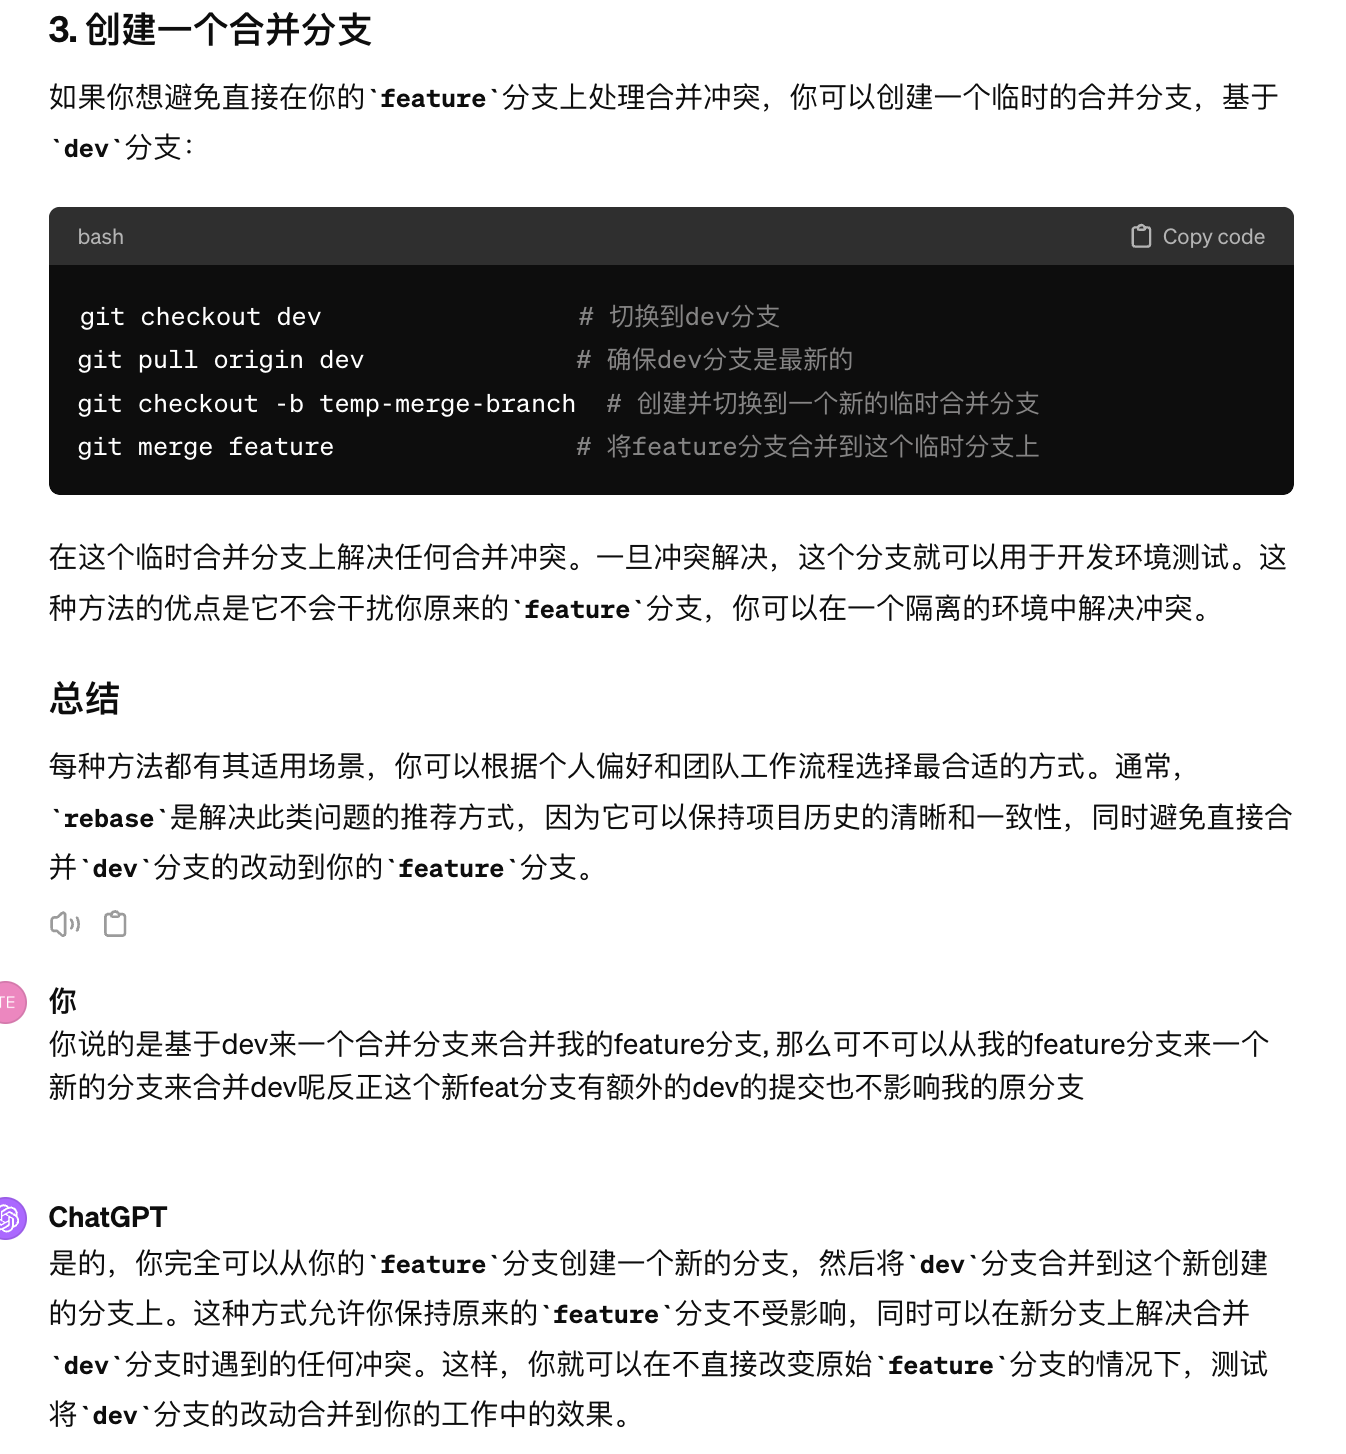 3. 创建一个合并分支
如果你想避免直接在你的`feature`分支上处理合并冲突，你可以创建一个临时的合并分支，基于
`dev`分支：
bash
Copy code
git checkout dev                 # 切换到dev分支
git pull origin dev              # 确保dev分支是最新的
git checkout -b temp-merge-branch  # 创建并切换到一个新的临时合并分支
git merge feature                # 将feature分支合并到这个临时分支上
在这个临时合并分支上解决任何合并冲突。一旦冲突解决，这个分支就可以用于开发环境测试。这
种方法的优点是它不会干扰你原来的`feature`分支，你可以在一个隔离的环境中解决冲突。
总结
每种方法都有其适用场景，你可以根据个人偏好和团队工作流程选择最合适的方式。通常，
`rebase`是解决此类问题的推荐方式，因为它可以保持项目历史的清晰和一致性，同时避免直接合
并`dev`分支的改动到你的`feature`分支。
TE
你
你说的是基于dev来一个合并分支来合并我的feature分支, 那么可不可以从我的feature分支来一个
新的分支来合并dev呢反正这个新feat分支有额外的dev的提交也不影响我的原分支
ChatGPT
是的，你完全可以从你的`feature`分支创建一个新的分支，然后将`dev`分支合并到这个新创建
的分支上。这种方式允许你保持原来的`feature`分支不受影响，同时可以在新分支上解决合并
`dev`分支时遇到的任何冲突。这样，你就可以在不直接改变原始`feature`分支的情况下，测试
将`dev`分支的改动合并到你的工作中的效果。